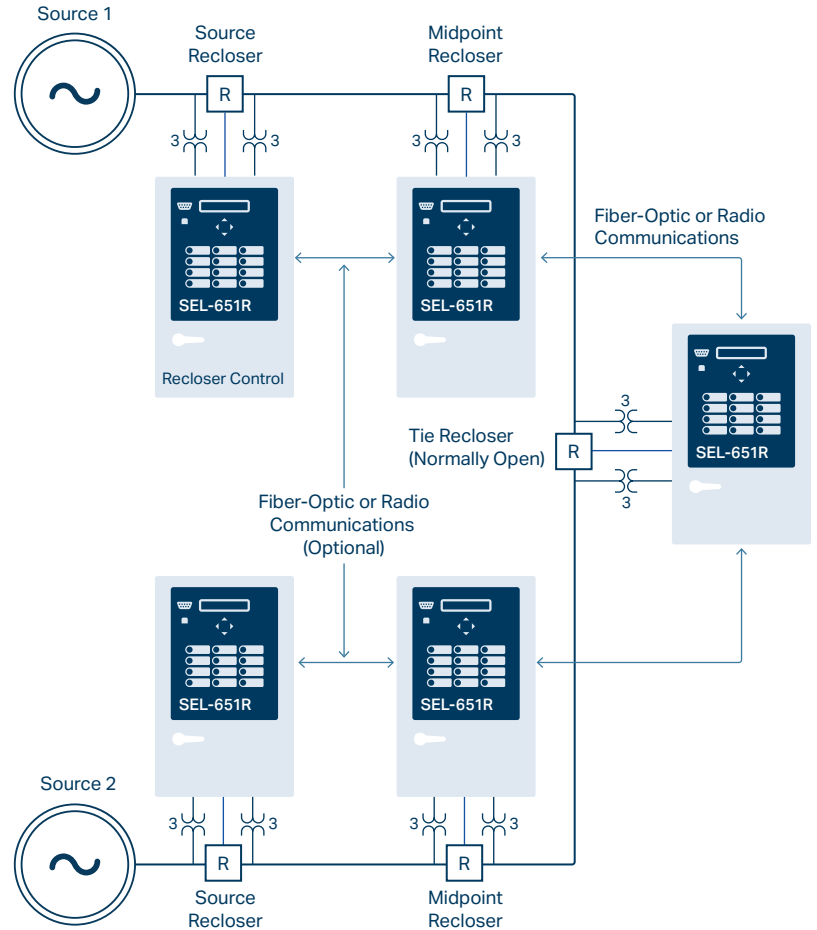 Source 1
Source
Recloser
Midpoint
Recloser
R
R
3
3
3
3
SEL-651R
Recloser Control
SEL-651R
Fiber-Optic or Radio
Communications
SEL-651R
3
Tie Recloser
(Normally Open)
R
3
Fiber-Optic or Radio
Communications
(Optional)
SEL-651R
SEL-651R
Source 2
3
3
3
3
R
R
Source
Recloser
Midpoint
Recloser